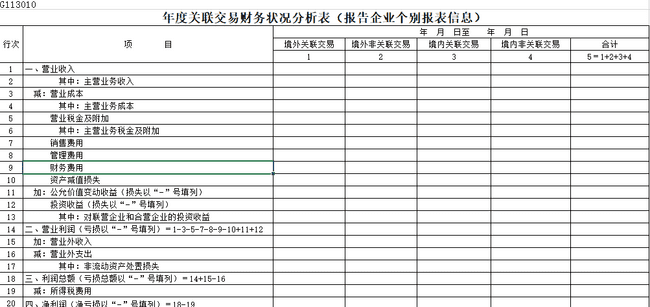 G113010
年度关联交易财务状况分析表（报告企业个别报表信息）
行次 项 目 年 月 日至 年 月 日
境外关联交易 境外非关联交易 境内关联交易 境内非关联交易 合计
1 2 3 4 5=1+2+3+4
1 一、营业收入
2 其中：主营业务收入
3 减：营业成本
4 其中：主营业务成本
5 营业税金及附加
6 其中：主营业务税金及附加
7 销售费用
8 管理费用
9 财务费用
10 资产减值损失
11 加：公允价值变动收益（损失以“-”号填列）
12 投资收益（损失以“-”号填列）
13 其中：对联营企业和合营企业的投资收益
14 二、营业利润（亏损以“-”号填列）=1-3-5-7-8-9-10+11+12
15 加：营业外收入
16 减：营业外支出
17 其中：非流动资产处置损失
18 三、利润总额（亏损总额以“-”号填列）=14+15-16
19 减：所得税费用
20 四、净利润（净亏损以“-”号填列）=18-19